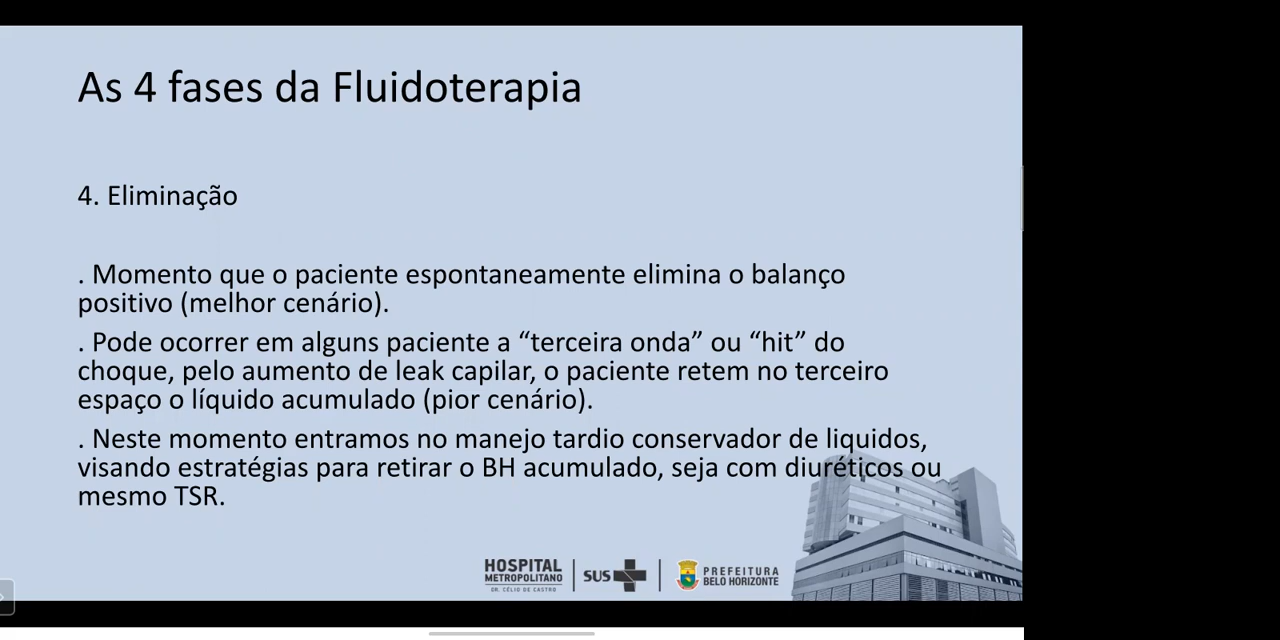 As 4 fases da Fluidoterapia
4. Eliminação
. Momento que o paciente espontaneamente elimina o balanço
positivo (melhor cenário).
. Pode ocorrer em alguns paciente a “terceira onda” ou “hit” do
choque, pelo aumento de leak capilar, o paciente retem no terceiro
espaço o líquido acumulado (pior cenário).
. Neste momento entramos no manejo tardio conservador de liquidos,
visando estratégias para retirar o BH acumulado, seja com diuréticos ou
mesmo TSR.
HOSPITAL
METROPOLITANO
DR. CÉLIO DE CASTRO
SUS
PREFEITURA
BELO HORIZONTE